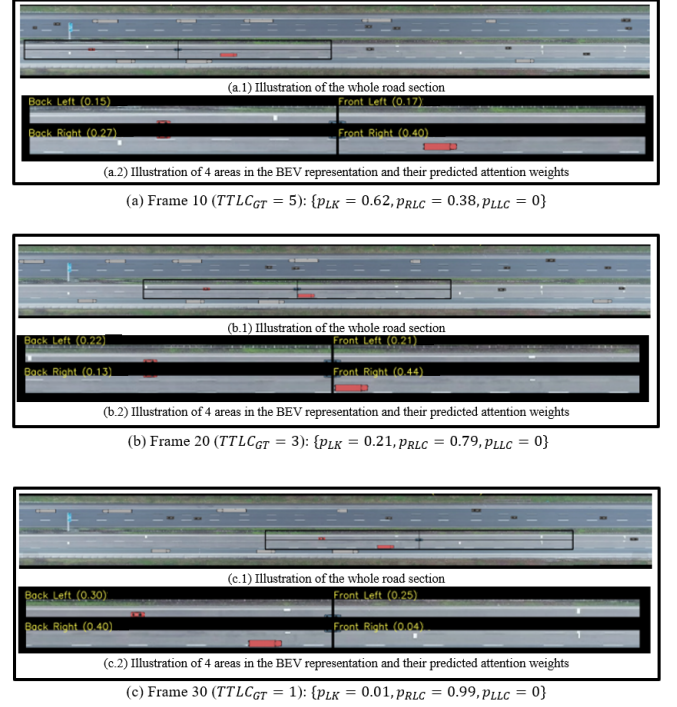 (a.1) Illustration of the whole road section
Back Left (0.15) Front Left (0.17)
Back Right (0.27) Front Right (0.40)
(a.2) Illustration of 4 areas in the BEV representation and their predicted attention weights
(a) Frame 10 (TTLC_GT = 5): {p_LK = 0.62, p_RLC = 0.38, p_LLC = 0}
(b.1) Illustration of the whole road section
Back Left (0.22) Front Left (0.21)
Back Right (0.13) Front Right (0.44)
(b.2) Illustration of 4 areas in the BEV representation and their predicted attention weights
(b) Frame 20 (TTLC_GT = 3): {p_LK = 0.21, p_RLC = 0.79, p_LLC = 0}
(c.1) Illustration of the whole road section
Back Left (0.30) Front Left (0.25)
Back Right (0.40) Front Right (0.04)
(c.2) Illustration of 4 areas in the BEV representation and their predicted attention weights
(c) Frame 30 (TTLC_GT = 1): {p_LK = 0.01, p_RLC = 0.99, p_LLC = 0}